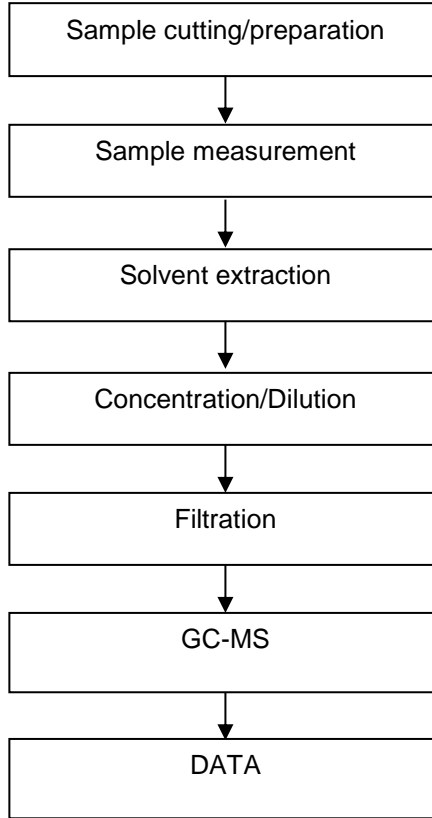 Sample cutting/preparation
Sample measurement
Solvent extraction
Concentration/Dilution
Filtration
GC-MS
DATA